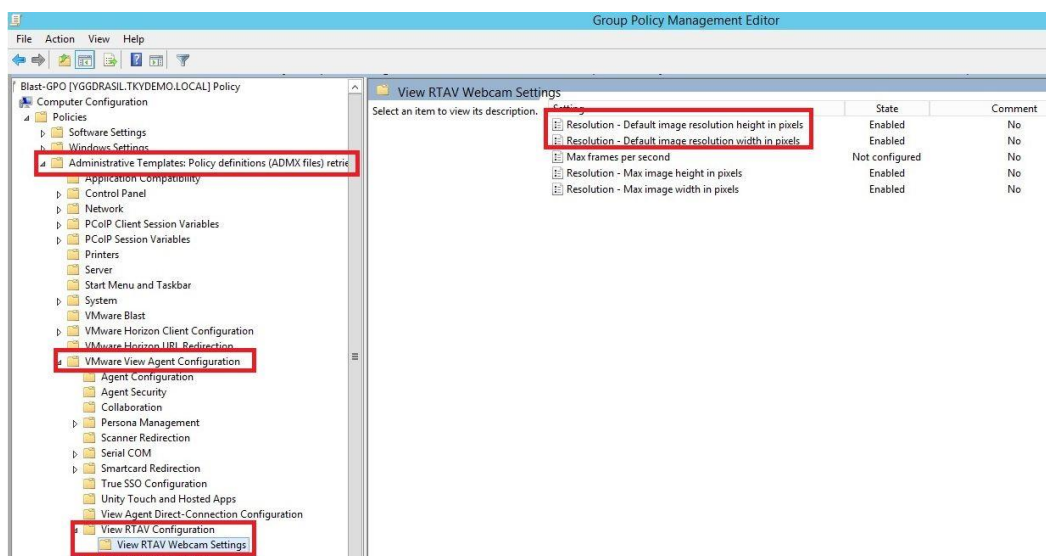 Group Policy Management Editor
File Action View Help
Blast-GPO [YGGDRASIL.TKYDEMO.LOCAL] Policy
Computer Configuration
Policies
Software Settings
Windows Settings
Administrative Templates: Policy definitions (ADMX files) retrie
Application Compatibility
Control Panel
Network
PCoIP Client Session Variables
PCoIP Session Variables
Printers
Server
Start Menu and Taskbar
System
VMware Blast
VMware Horizon Client Configuration
VMware Horizon URL Redirection
VMware View Agent Configuration
Agent Configuration
Agent Security
Collaboration
Persona Management
Scanner Redirection
Serial COM
Smartcard Redirection
True SSO Configuration
Unity Touch and Hosted Apps
View Agent Direct-Connection Configuration
View RTAV Configuration
View RTAV Webcam Settings
View RTAV Webcam Settings
Select an item to view its description.
Setting State Comment
Resolution - Default image resolution height in pixels Enabled No
Resolution - Default image resolution width in pixels Enabled No
Max frames per second Not configured No
Resolution - Max image height in pixels Enabled No
Resolution - Max image width in pixels Enabled No